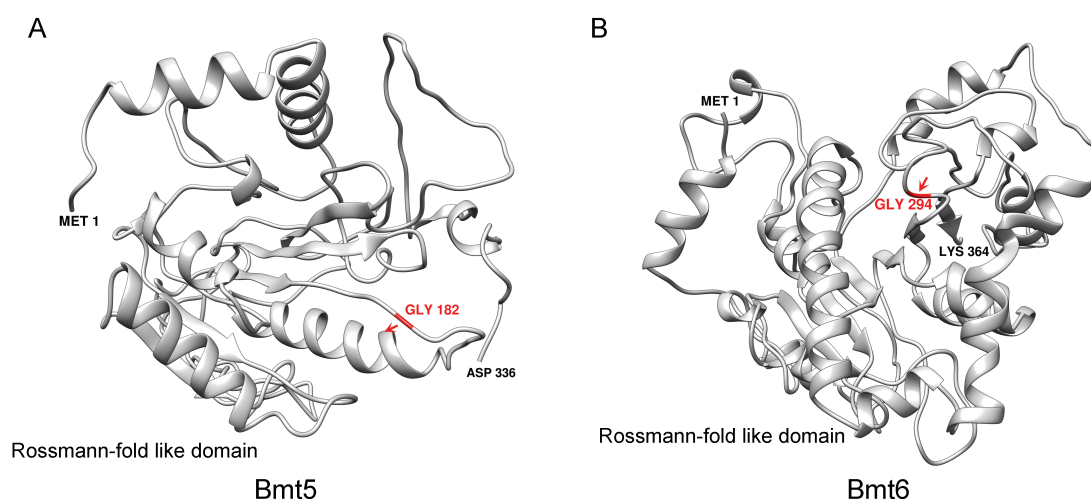 A
MET 1
GLY 182
ASP 336
Rossmann-fold like domain
Bmt5
B
MET 1
GLY 294
LYS 364
Rossmann-fold like domain
Bmt6